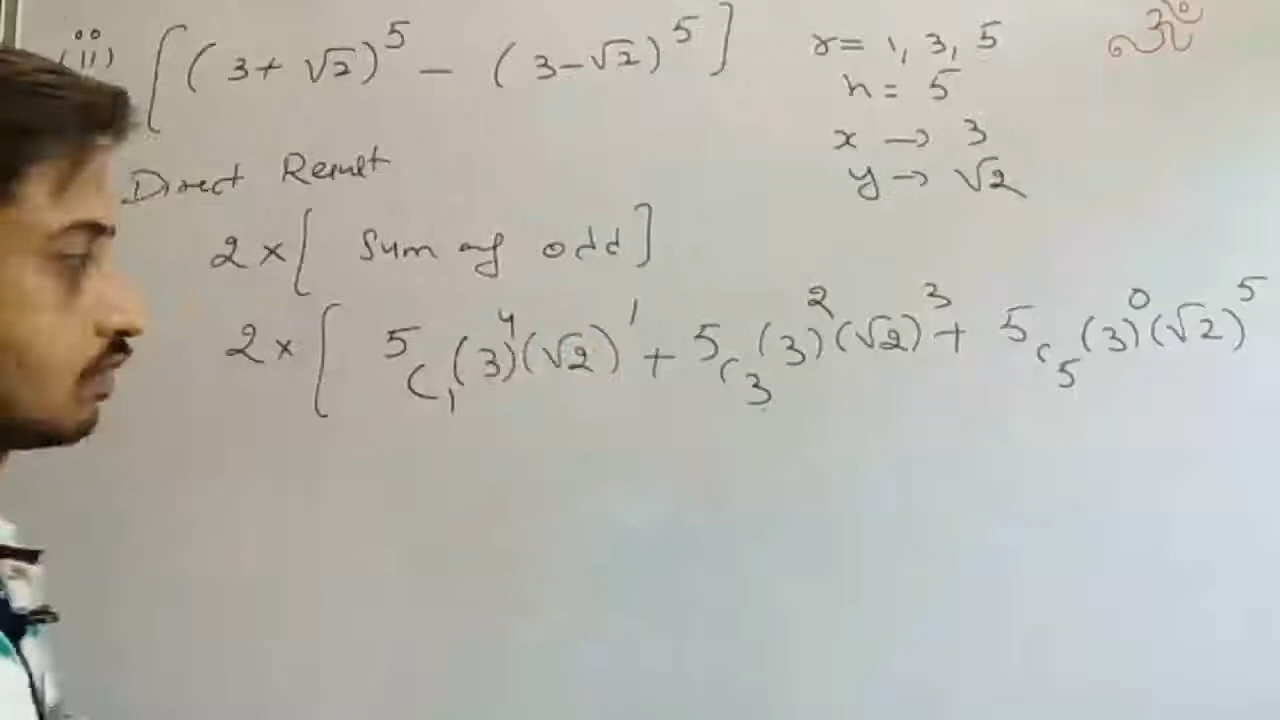 (ii) [(3+√2)⁵ − (3−√2)⁵]
r = 1, 3, 5
n = 5
x → 3
y → √2
ॐ
Direct Result
2 × [Sum of odd]
2 × [ 5C₁(3)⁴(√2)¹ + 5C₃(3)²(√2)³ + 5C₅(3)⁰(√2)⁵